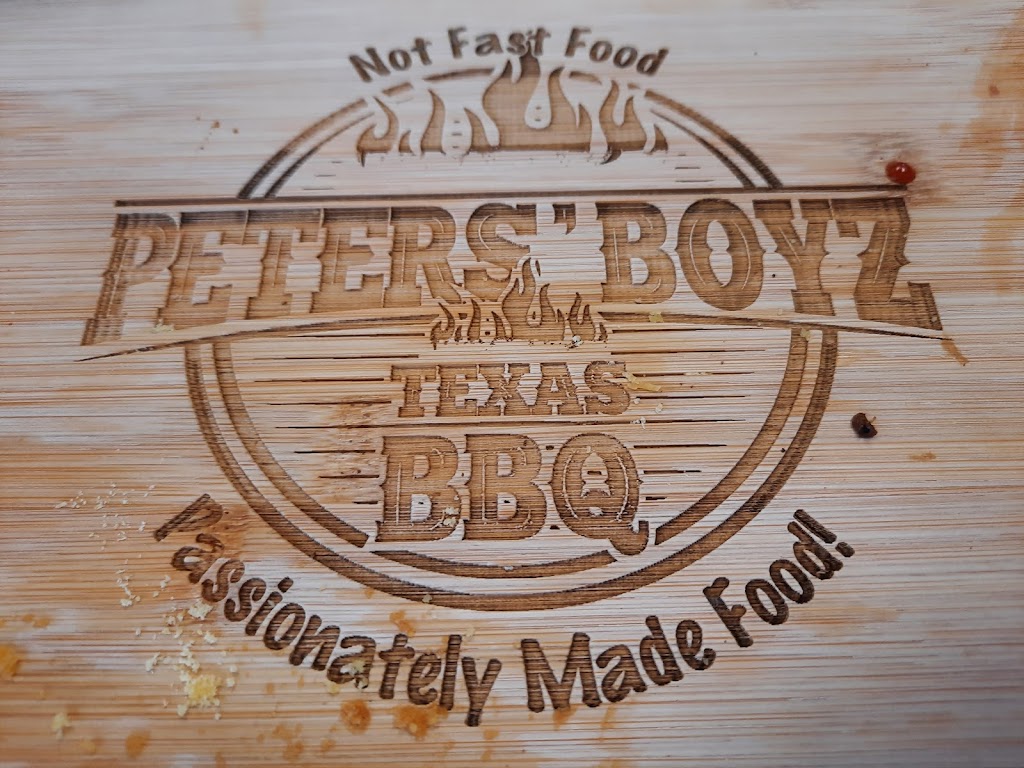 Not Fast Food
PETERS' BOYZ
TEXAS
BBQ
Passionately Made Food!